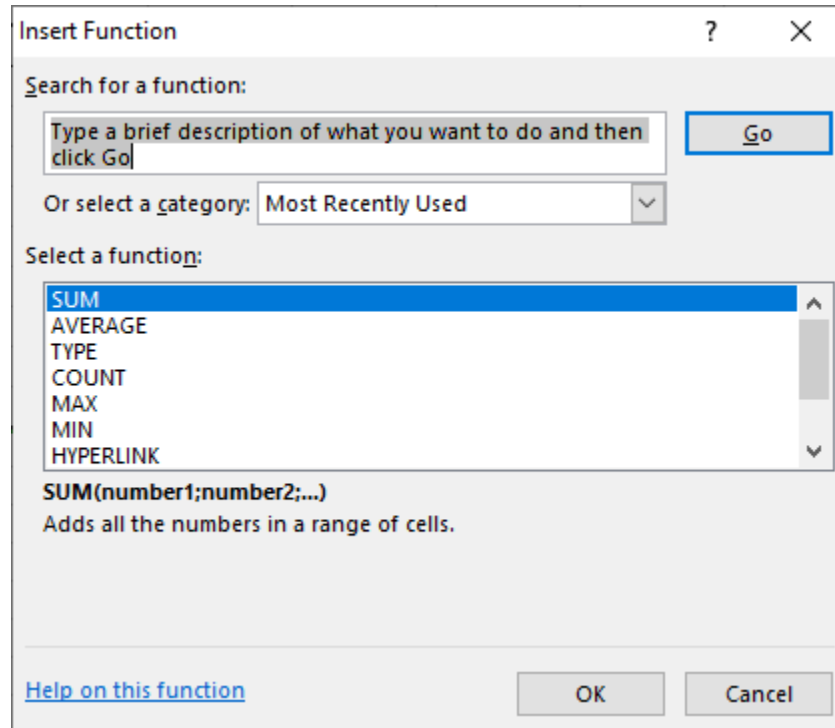 Insert Function
?
Search for a function:
Type a brief description of what you want to do and then
click Go
Go
Or select a category:
Most Recently Used
Select a function:
SUM
AVERAGE
TYPE
COUNT
MAX
MIN
HYPERLINK
SUM(number1;number2;...)
Adds all the numbers in a range of cells.
Help on this function
OK
Cancel